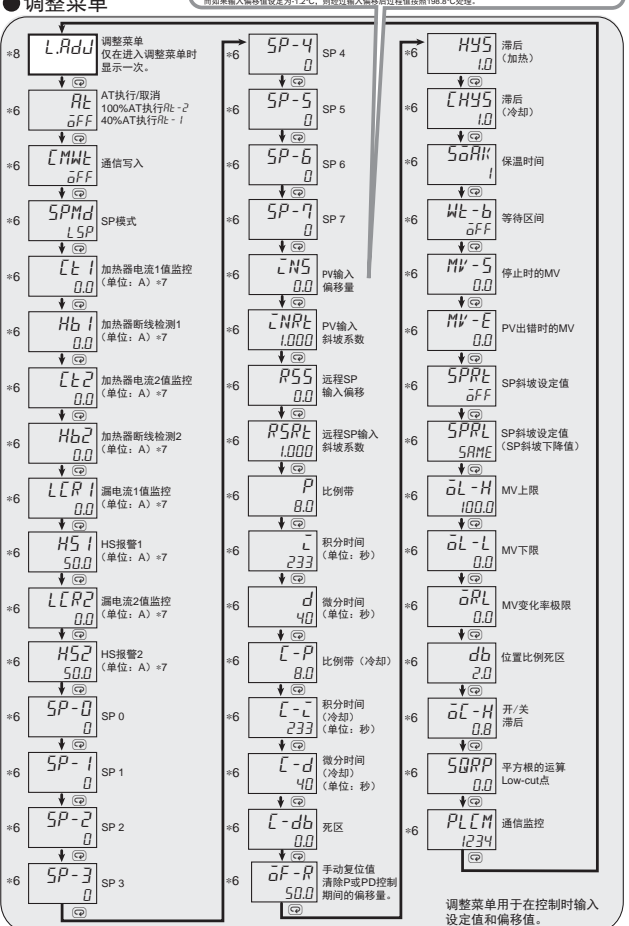 ●调整菜单
而如果输入偏移值设定为-1.2℃，则经过输入偏移后过程值按照198.8℃处理。
*8
L.AdJ
调整菜单
仅在进入调整菜单时
显示一次。
*6
At
oFF
AT执行/取消
100%AT执行At-2
40%AT执行At-1
*6
CMWt
oFF
通信写入
*6
SPMd
LSP
SP模式
*6
Ct1
0.0
加热器电流1值监控
（单位：A）*7
*6
Hb1
0.0
加热器断线检测1
（单位：A）*7
*6
Ct2
0.0
加热器电流2值监控
（单位：A）*7
*6
Hb2
0.0
加热器断线检测2
（单位：A）*7
*6
LCR1
0.0
漏电流1值监控
（单位：A）*7
*6
HS1
50.0
HS报警1
（单位：A）*7
*6
LCR2
0.0
漏电流2值监控
（单位：A）*7
*6
HS2
50.0
HS报警2
（单位：A）*7
*6
SP-0
0
SP 0
*6
SP-1
0
SP 1
*6
SP-2
0
SP 2
*6
SP-3
0
SP 3
*6
SP-4
0
SP 4
*6
SP-5
0
SP 5
*6
SP-6
0
SP 6
*6
SP-7
0
SP 7
*6
iNS
0.0
PV输入
偏移量
*6
iNRt
1.000
PV输入
斜坡系数
*6
RSS
0.0
远程SP
输入偏移
*6
RSRt
1.000
远程SP输入
斜坡系数
*6
P
8.0
比例带
*6
i
233
积分时间
（单位：秒）
*6
d
40
微分时间
（单位：秒）
*6
C-P
8.0
比例带（冷却）
*6
C-i
233
积分时间
（冷却）
（单位：秒）
*6
C-d
40
微分时间
（冷却）
（单位：秒）
*6
C-db
0.0
死区
*6
oF-R
50.0
手动复位值
清除P或PD控制
期间的偏移量。
*6
HYS
1.0
滞后
（加热）
*6
CHYS
1.0
滞后
（冷却）
*6
SoAK
1
保温时间
*6
Wt-b
oFF
等待区间
*6
MV-S
0.0
停止时的MV
*6
MV-E
0.0
PV出错时的MV
*6
SPRt
oFF
SP斜坡设定值
*6
SPRL
SAME
SP斜坡设定值
（SP斜坡下降值）
*6
oL-H
100.0
MV上限
*6
oL-L
0.0
MV下限
*6
oRL
0.0
MV变化率极限
*6
db
2.0
位置比例死区
*6
oC-H
0.8
开/关
滞后
*6
SQRP
0.0
平方根的运算
Low-cut点
*6
PLCM
1234
通信监控
调整菜单用于在控制时输入
设定值和偏移值。